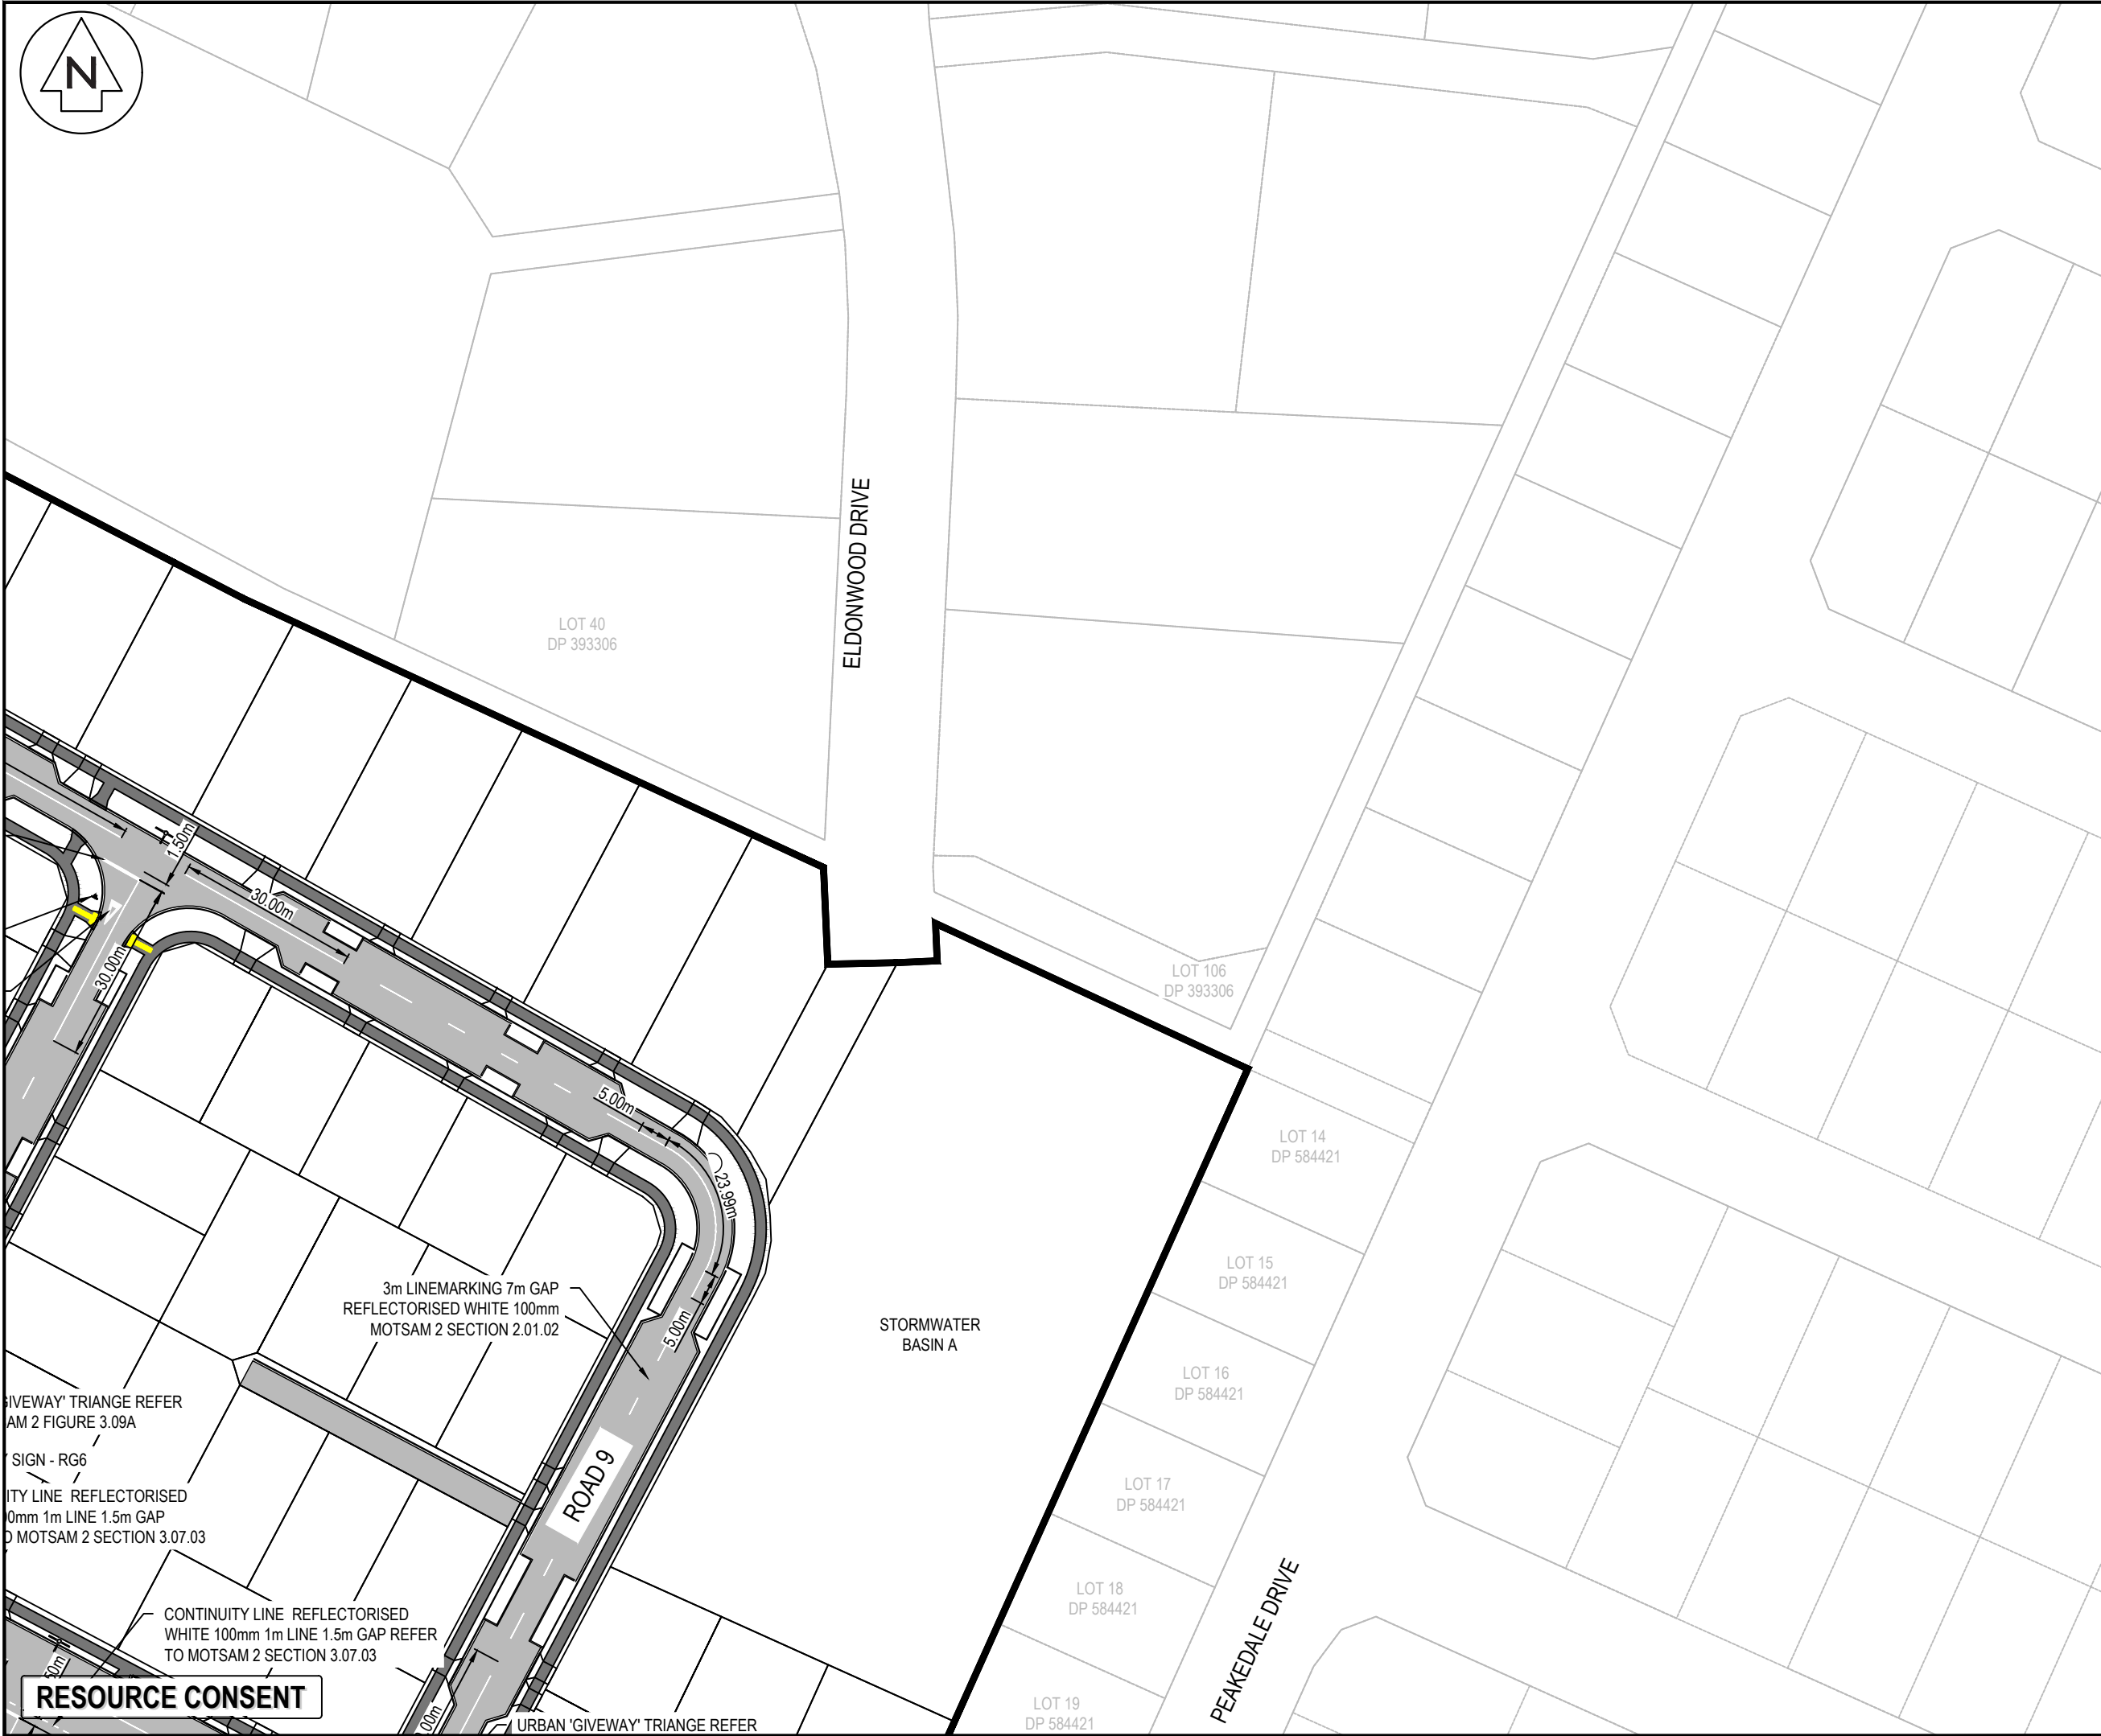 N
ELDONWOOD DRIVE
LOT 40
DP 393306
1.50m
30.00m
30.00m
LOT 106
DP 393306
5.00m
23.99m
5.00m
LOT 14
DP 584421
LOT 15
DP 584421
3m LINEMARKING 7m GAP
REFLECTORISED WHITE 100mm
MOTSAM 2 SECTION 2.01.02
STORMWATER
BASIN A
LOT 16
DP 584421
GIVEWAY' TRIANGE REFER
AM 2 FIGURE 3.09A
SIGN - RG6
ITY LINE REFLECTORISED
0mm 1m LINE 1.5m GAP
O MOTSAM 2 SECTION 3.07.03
ROAD 9
LOT 17
DP 584421
LOT 18
DP 584421
PEAKEDALE DRIVE
CONTINUITY LINE REFLECTORISED
WHITE 100mm 1m LINE 1.5m GAP REFER
TO MOTSAM 2 SECTION 3.07.03
50m
RESOURCE CONSENT
.00m
LOT 19
DP 584421
URBAN 'GIVEWAY' TRIANGE REFER